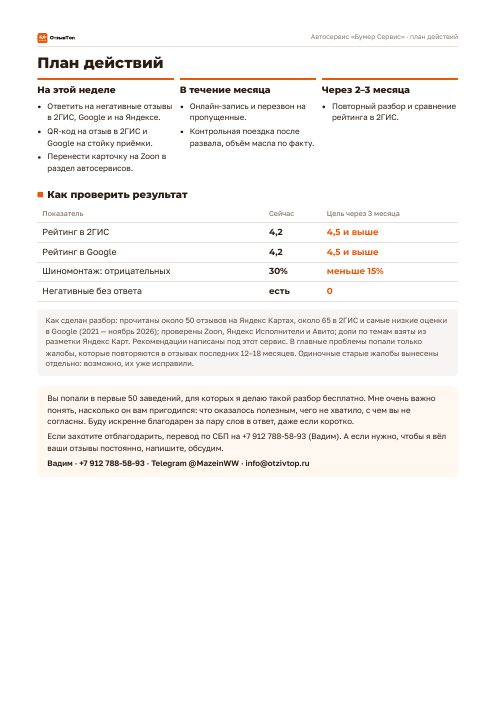 ОтзывТоп
Автосервис «Бумер Сервис» · план действий
План действий
На этой неделе
• Ответить на негативные отзывы
в 2ГИС, Google и на Яндексе.
• QR-код на отзыв в 2ГИС и
Google на стойку приёмки.
• Перенести карточку на Zoon в
раздел автосервисов.
В течение месяца
• Онлайн-запись и перезвон на
пропущенные.
• Контрольная поездка после
развала, объём масла по факту.
Через 2–3 месяца
• Повторный разбор и сравнение
рейтинга в 2ГИС.
Как проверить результат
Показатель Сейчас Цель через 3 месяца
Рейтинг в 2ГИС 4,2 4,5 и выше
Рейтинг в Google 4,2 4,5 и выше
Шиномонтаж: отрицательных 30% меньше 15%
Негативные без ответа есть 0
Как сделан разбор: прочитаны около 50 отзывов на Яндекс Картах, около 65 в 2ГИС и самые низкие оценки
в Google (2021 — ноябрь 2026); проверены Zoon, Яндекс Исполнители и Авито; доли по темам взяты из
разметки Яндекс Карт. Рекомендации написаны под этот сервис. В главные проблемы попали только
жалобы, которые повторяются в отзывах последних 12–18 месяцев. Одиночные старые жалобы вынесены
отдельно: возможно, их уже исправили.
Вы попали в первые 50 заведений, для которых я делаю такой разбор бесплатно. Мне очень важно
понять, насколько он вам пригодился: что оказалось полезным, чего не хватило, с чем вы не
согласны. Буду искренне благодарен за пару слов в ответ, даже если коротко.
Если захотите отблагодарить, перевод по СБП на +7 912 788-58-93 (Вадим). А если нужно, чтобы я вёл
ваши отзывы постоянно, напишите, обсудим.
Вадим · +7 912 788-58-93 · Telegram @MazeinWW · info@otzivtop.ru